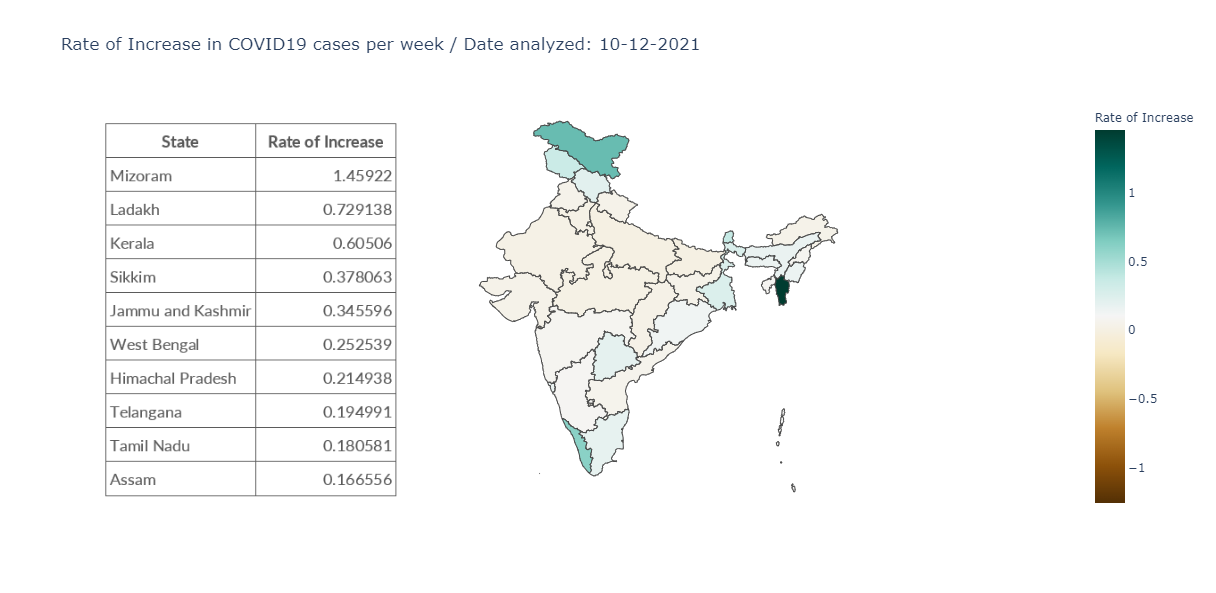 Rate of Increase in COVID19 cases per week / Date analyzed: 10-12-2021
State Rate of Increase
Mizoram 1.45922
Ladakh 0.729138
Kerala 0.60506
Sikkim 0.378063
Jammu and Kashmir 0.345596
West Bengal 0.252539
Himachal Pradesh 0.214938
Telangana 0.194991
Tamil Nadu 0.180581
Assam 0.166556
Rate of Increase
1
0.5
0
−0.5
−1